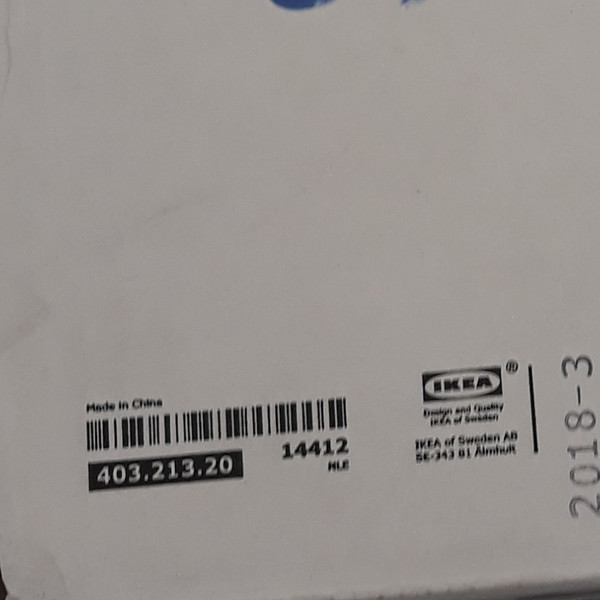 Made in China
403.213.20
14412
HLE
IKEA®
Design and Quality
IKEA of Sweden
IKEA of Sweden AB
SE-343 81 Älmhult
2018-3